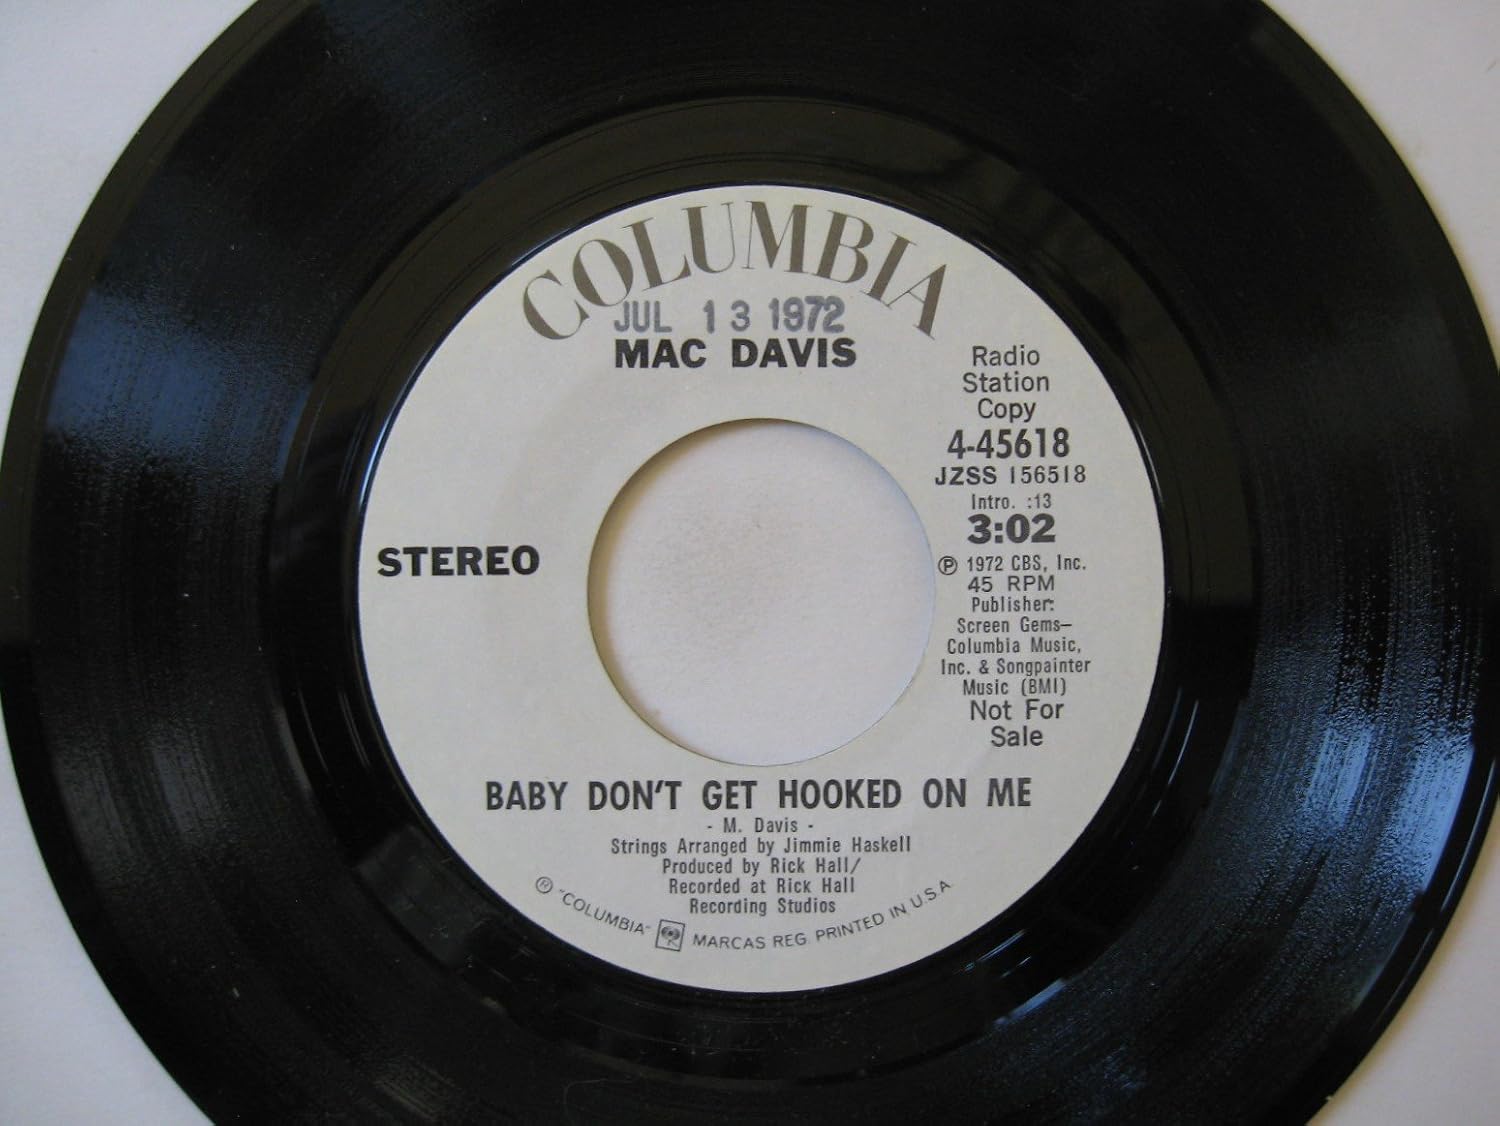 COLUMBIA
JUL 13 1972
MAC DAVIS
Radio
Station
Copy
4-45618
JZSS 156518
Intro. :13
3:02
℗ 1972 CBS, Inc.
45 RPM
Publisher:
Screen Gems–
Columbia Music,
Inc. & Songpainter
Music (BMI)
Not For
Sale
STEREO
BABY DON'T GET HOOKED ON ME
- M. Davis -
Strings Arranged by Jimmie Haskell
Produced by Rick Hall/
Recorded at Rick Hall
Recording Studios
® "COLUMBIA" MARCAS REG. PRINTED IN U.S.A.